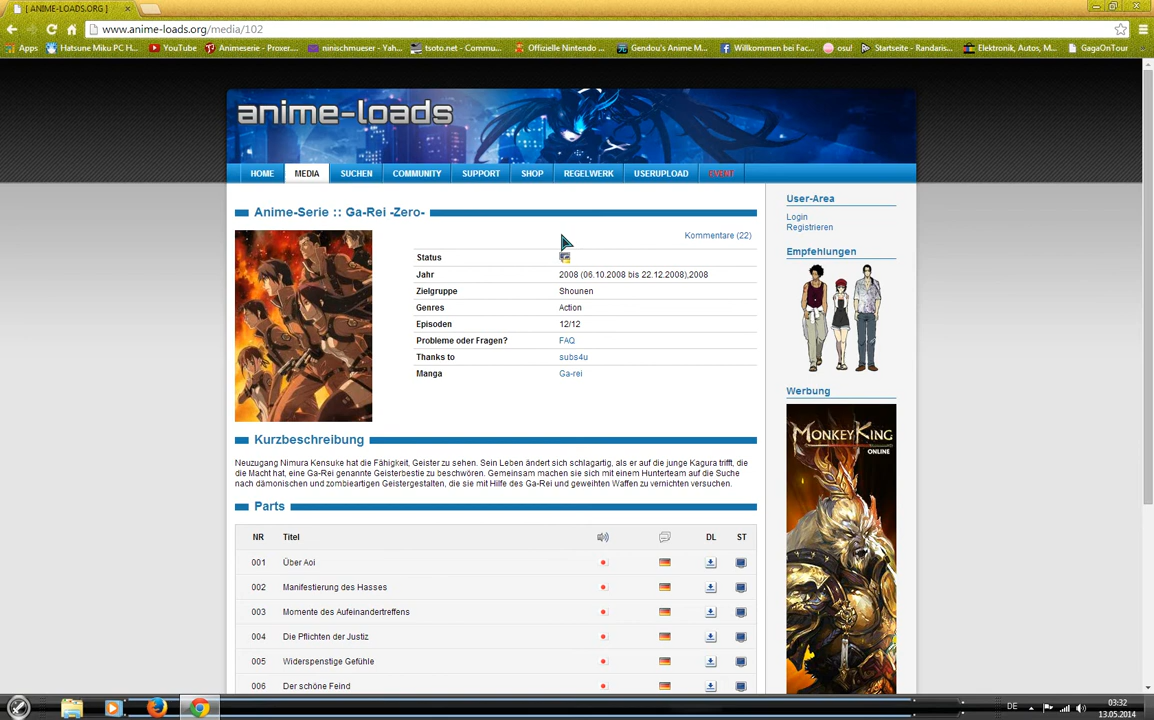 [ ANIME-LOADS.ORG ]
www.anime-loads.org/media/102
Apps Hatsune Miku PC H... YouTube Animeserie - Proxer.... ninischmueser - Yah... tsoto.net - Commu... Offizielle Nintendo ... Gendou's Anime M... Willkommen bei Fac... osu! Startseite - Randaris... Elektronik, Autos, M... GagaOnTour
anime-loads
HOME MEDIA SUCHEN COMMUNITY SUPPORT SHOP REGELWERK USERUPLOAD EVENT
Anime-Serie :: Ga-Rei -Zero-
Kommentare (22)
Status
Jahr 2008 (06.10.2008 bis 22.12.2008),2008
Zielgruppe Shounen
Genres Action
Episoden 12/12
Probleme oder Fragen? FAQ
Thanks to subs4u
Manga Ga-rei
Kurzbeschreibung
Neuzugang Nimura Kensuke hat die Fähigkeit, Geister zu sehen. Sein Leben ändert sich schlagartig, als er auf die junge Kagura trifft, die
die Macht hat, eine Ga-Rei genannte Geisterbestie zu beschwören. Gemeinsam machen sie sich mit einem Hunterteam auf die Suche
nach dämonischen und zombieartigen Geistergestalten, die sie mit Hilfe des Ga-Rei und geweihten Waffen zu vernichten versuchen.
Parts
NR Titel DL ST
001 Über Aoi
002 Manifestierung des Hasses
003 Momente des Aufeinandertreffens
004 Die Pflichten der Justiz
005 Widerspenstige Gefühle
006 Der schöne Feind
User-Area
Login
Registrieren
Empfehlungen
Werbung
MONKEY KING
ONLINE
DE
03:32
13.05.2014